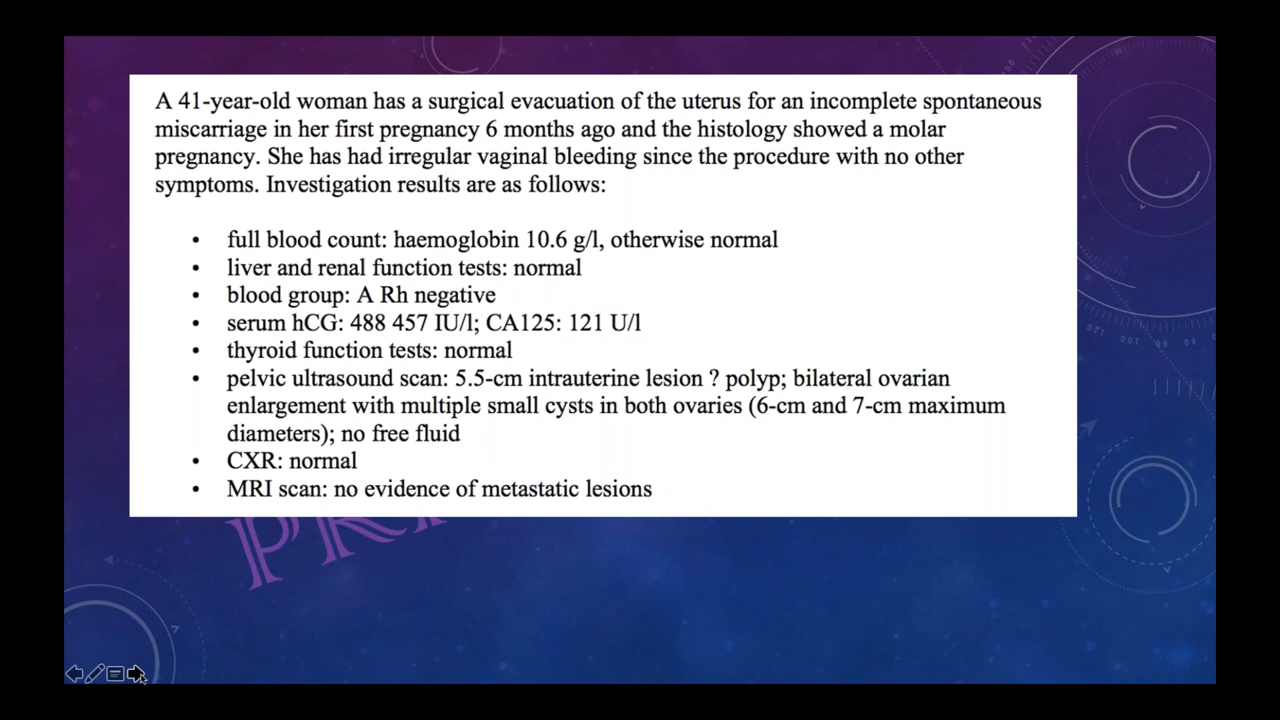 A 41-year-old woman has a surgical evacuation of the uterus for an incomplete spontaneous
miscarriage in her first pregnancy 6 months ago and the histology showed a molar
pregnancy. She has had irregular vaginal bleeding since the procedure with no other
symptoms. Investigation results are as follows:
• full blood count: haemoglobin 10.6 g/l, otherwise normal
• liver and renal function tests: normal
• blood group: A Rh negative
• serum hCG: 488 457 IU/l; CA125: 121 U/l
• thyroid function tests: normal
• pelvic ultrasound scan: 5.5-cm intrauterine lesion ? polyp; bilateral ovarian
enlargement with multiple small cysts in both ovaries (6-cm and 7-cm maximum
diameters); no free fluid
• CXR: normal
• MRI scan: no evidence of metastatic lesions